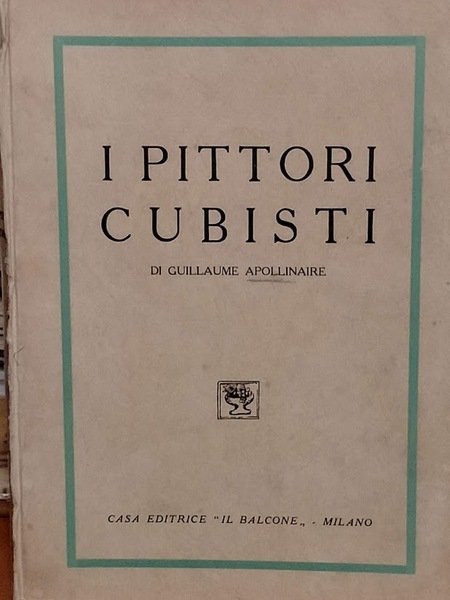 I PITTORI
CUBISTI
DI GUILLAUME APOLLINAIRE
CASA EDITRICE "IL BALCONE„ - MILANO